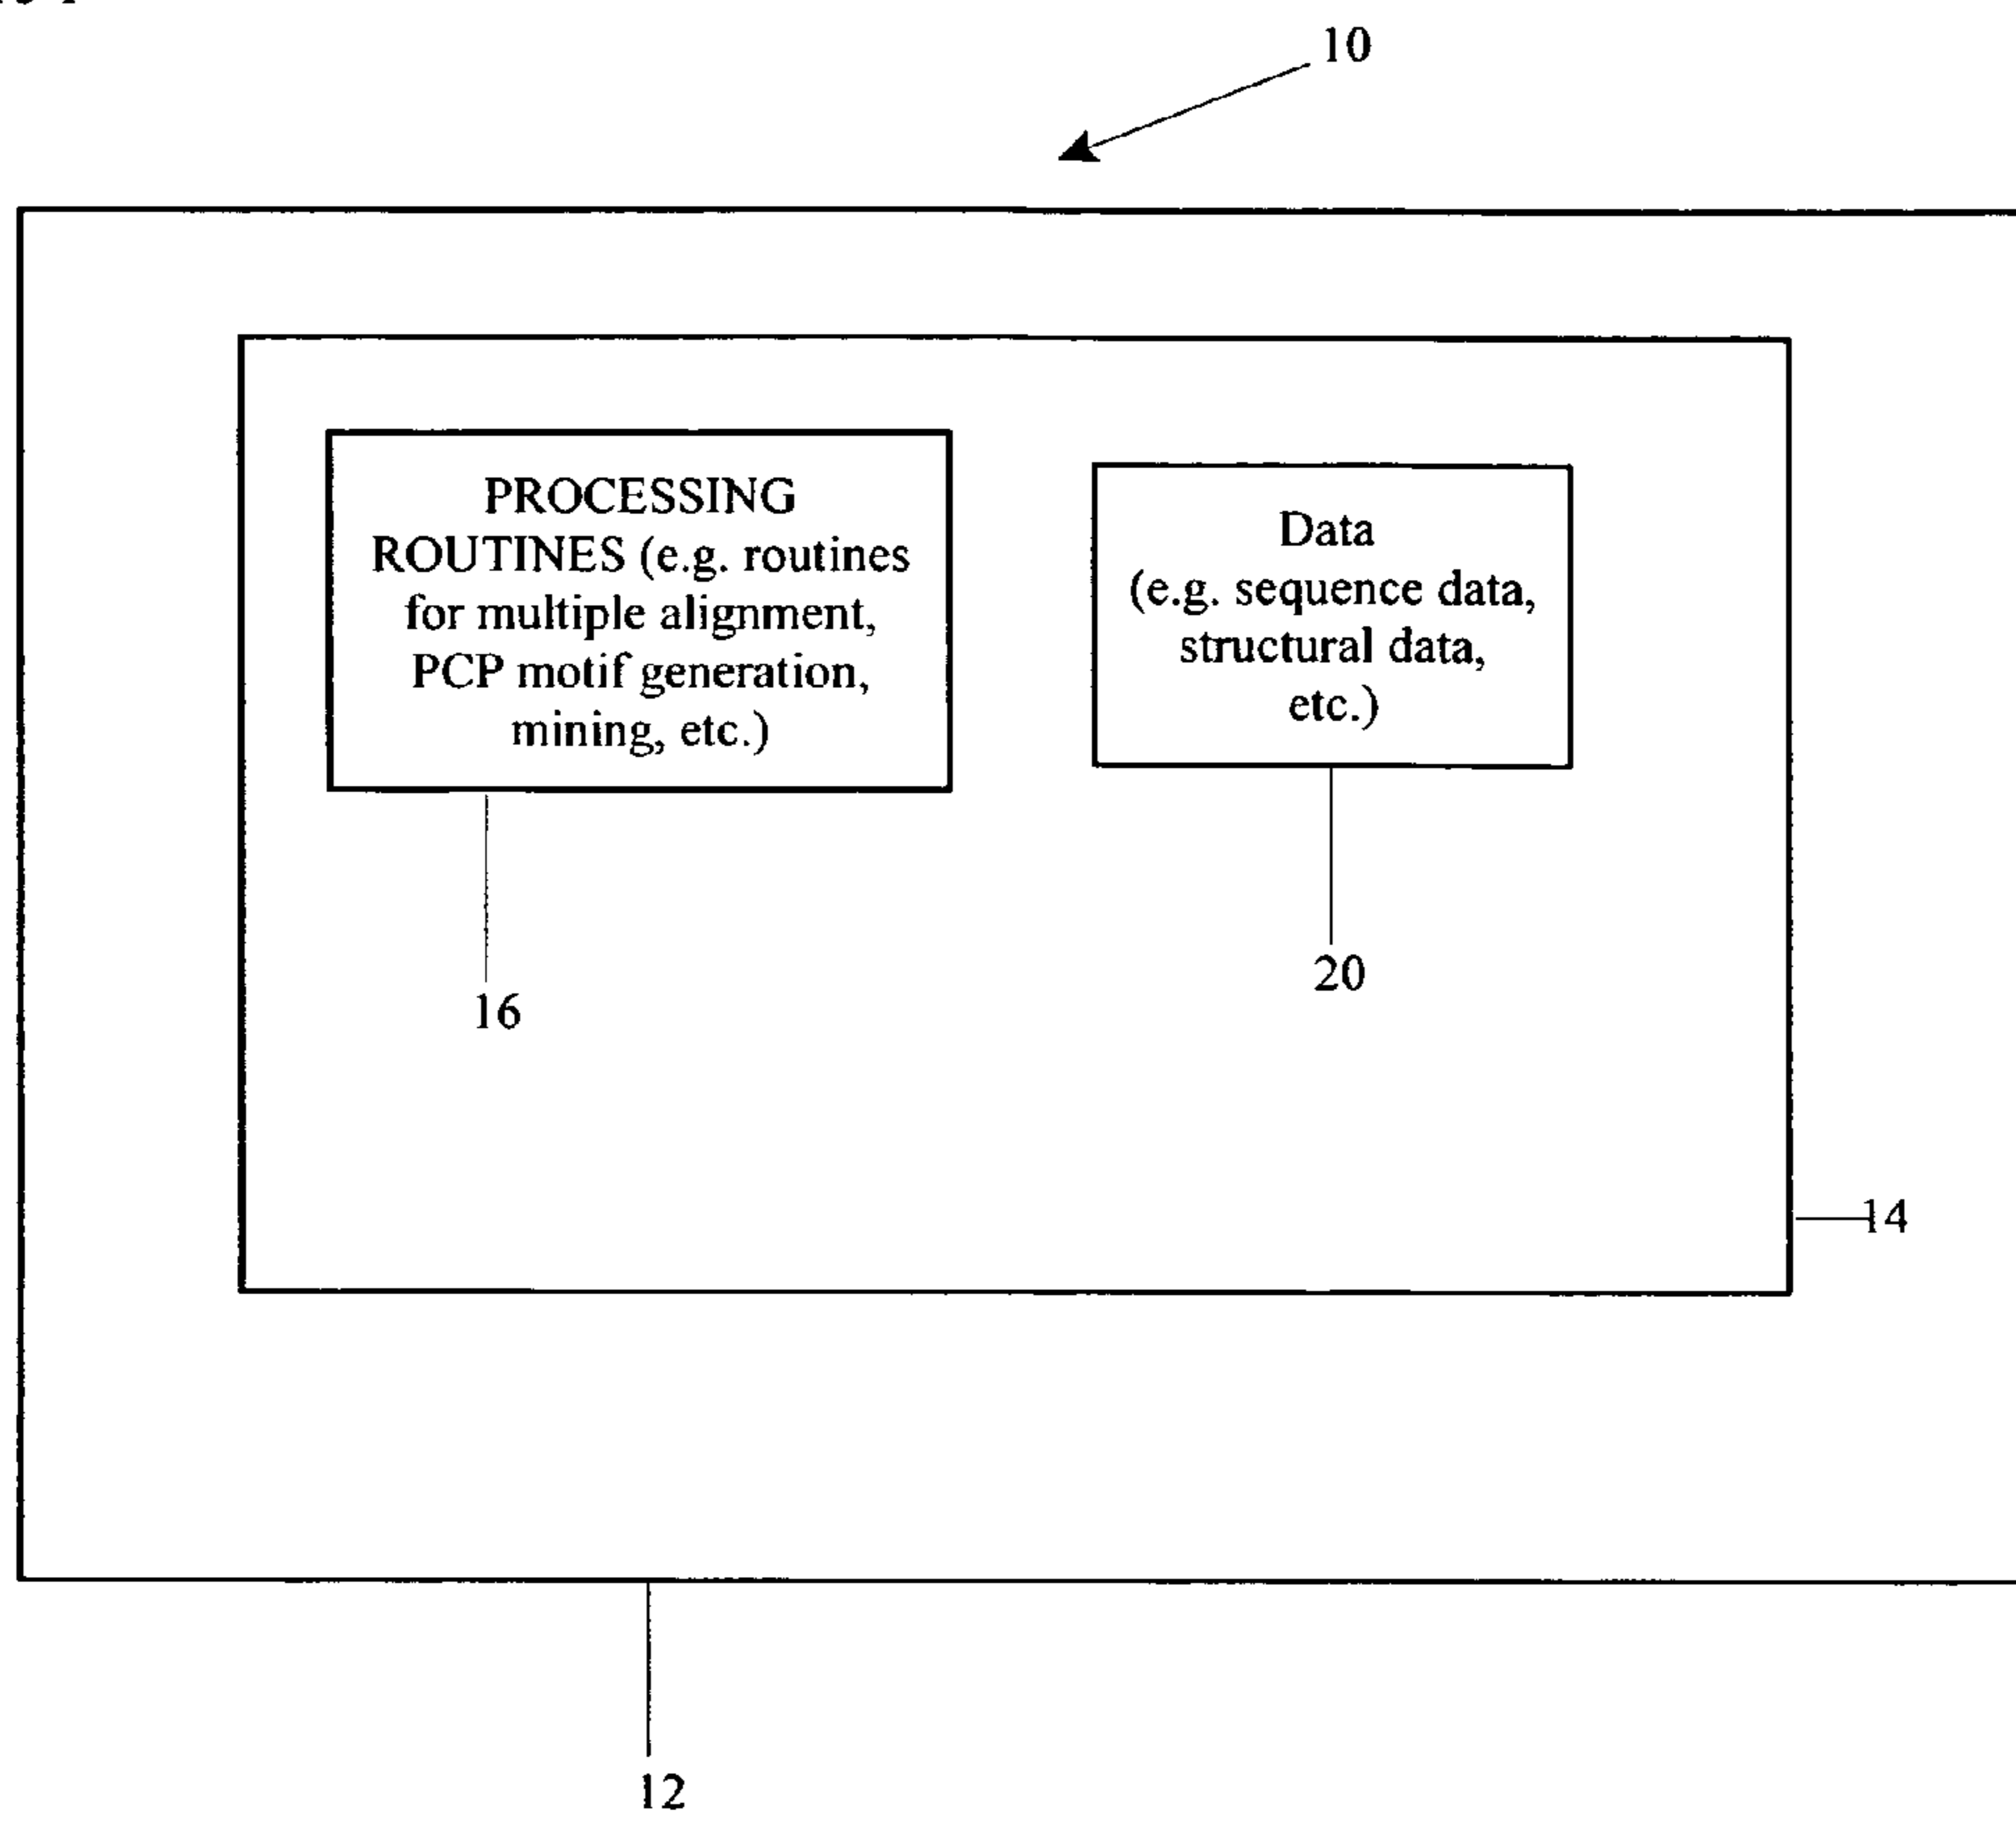 10
PROCESSING
ROUTINES (e.g. routines
for multiple alignment,
PCP motif generation,
mining, etc.)
Data
(e.g. sequence data,
structural data,
etc.)
16
20
14
12